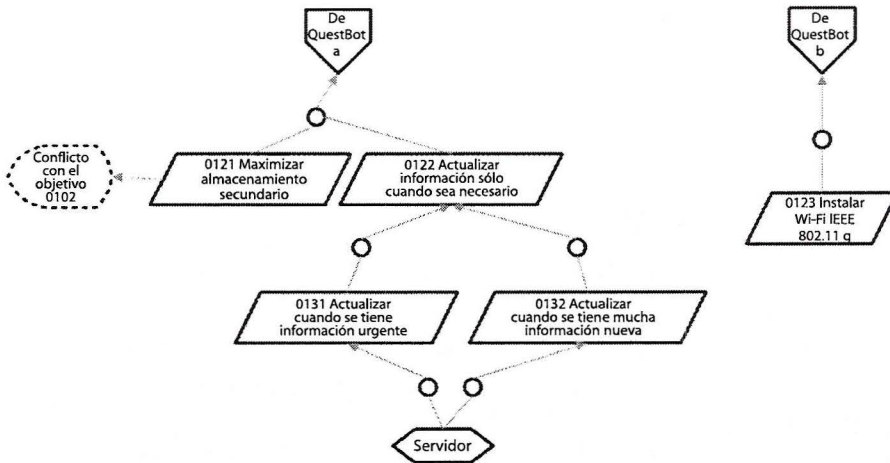 De
QuestBot
a
De
QuestBot
b
Conflicto
con el
objetivo
0102
0121 Maximizar
almacenamiento
secundario
0122 Actualizar
información sólo
cuando sea necesario
0123 Instalar
Wi-Fi IEEE
802.11 g
0131 Actualizar
cuando se tiene
información urgente
0132 Actualizar
cuando se tiene mucha
información nueva
Servidor